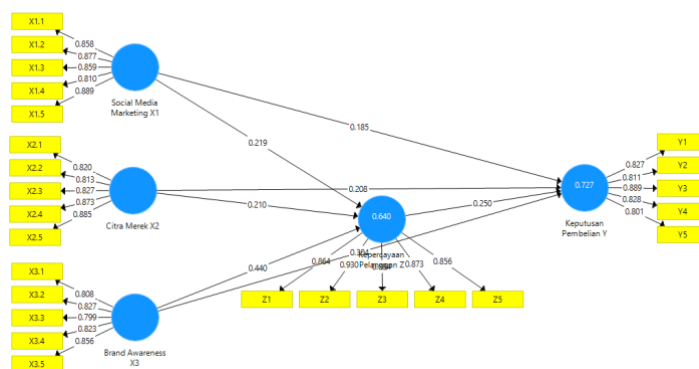 X1.1
X1.2
X1.3
X1.4
X1.5
0.858
0.877
0.859
0.810
0.889
Social Media
Marketing X1
0.185
0.219
X2.1
X2.2
X2.3
X2.4
X2.5
0.820
0.813
0.827
0.873
0.885
Citra Merek X2
0.208
0.210
X3.1
X3.2
X3.3
X3.4
X3.5
0.808
0.827
0.799
0.823
0.856
Brand Awareness
X3
0.440
0.640
Kepercayaan
Pelanggan Z
0.250
0.864
0.930
0.873
0.856
Z1
Z2
Z3
Z4
Z5
0.727
Keputusan
Pembelian Y
0.827
0.811
0.889
0.828
0.801
Y1
Y2
Y3
Y4
Y5